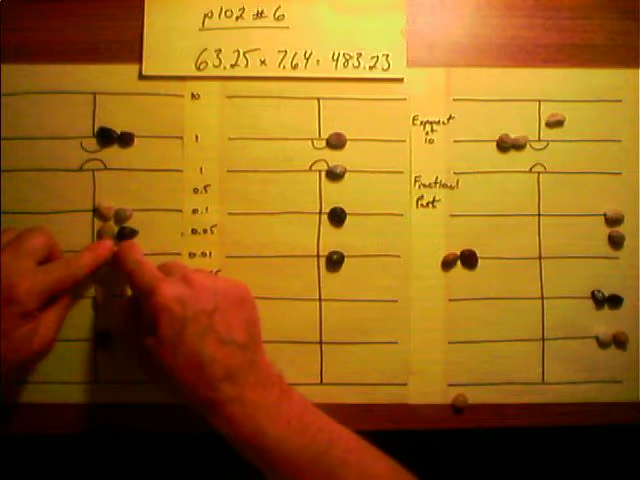 p102 #6
63.25 x 7.64 = 483.23
10
1
1
0.5
0.1
0.05
0.01
Exponent
of
10
Fractional
Part